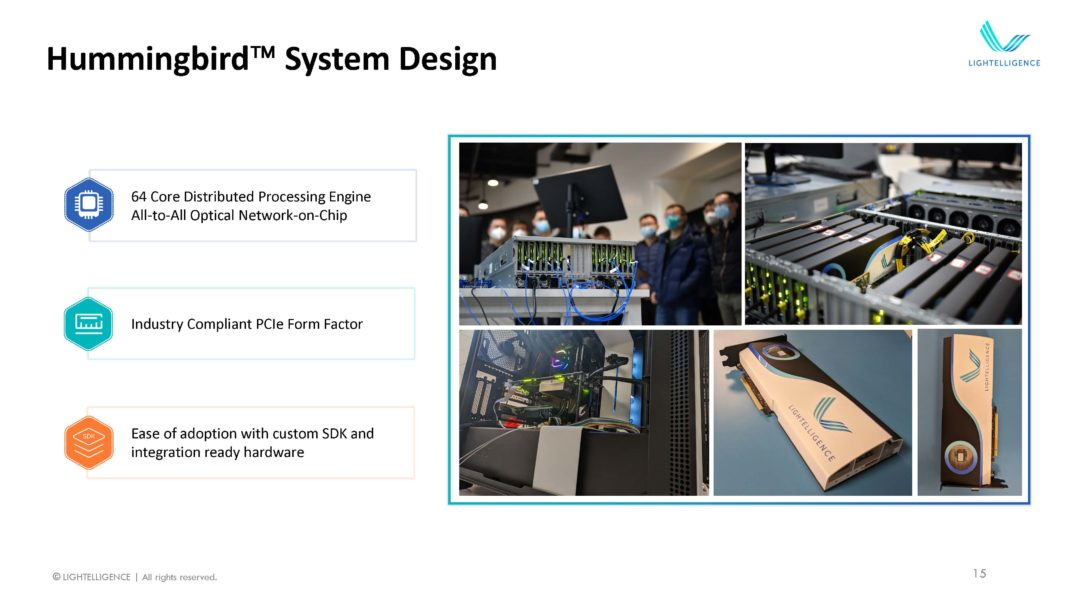 Hummingbird™ System Design
LIGHTELLIGENCE
64 Core Distributed Processing Engine
All-to-All Optical Network-on-Chip
Industry Compliant PCIe Form Factor
SDK
Ease of adoption with custom SDK and
integration ready hardware
LIGHTELLIGENCE
LIGHTELLIGENCE
© LIGHTELLIGENCE | All rights reserved.
15